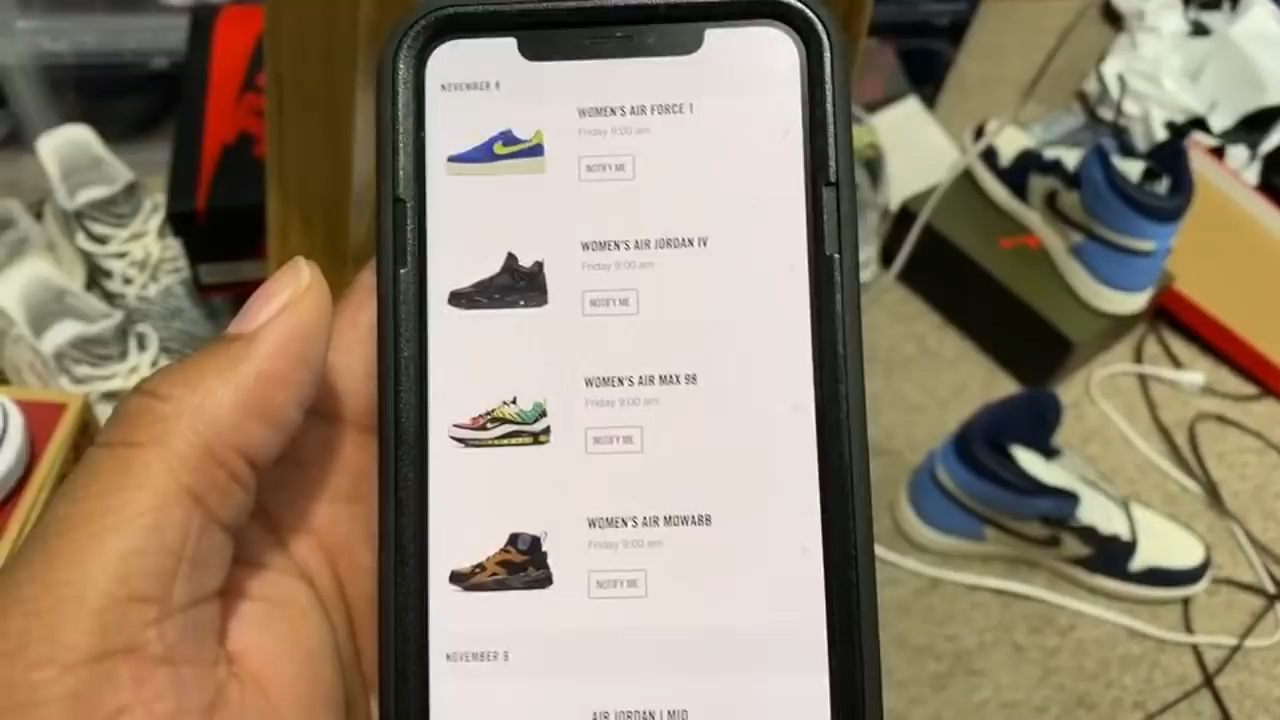 NOVEMBER 8
WOMEN'S AIR FORCE 1
Friday 9:00 am
NOTIFY ME
WOMEN'S AIR JORDAN IV
Friday 9:00 am
NOTIFY ME
WOMEN'S AIR MAX 98
Friday 9:00 am
NOTIFY ME
WOMEN'S AIR MOWABB
Friday 9:00 am
NOTIFY ME
NOVEMBER 9
AIR JORDAN I MID